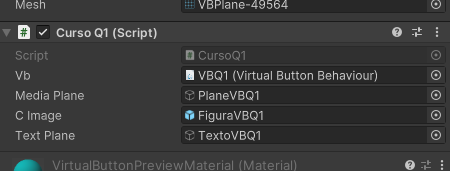 Mesh VBPlane-49564
Curso Q1 (Script)
Script CursoQ1
Vb VBQ1 (Virtual Button Behaviour)
Media Plane PlaneVBQ1
C Image FiguraVBQ1
Text Plane TextoVBQ1
VirtualButtonPreviewMaterial (Material)